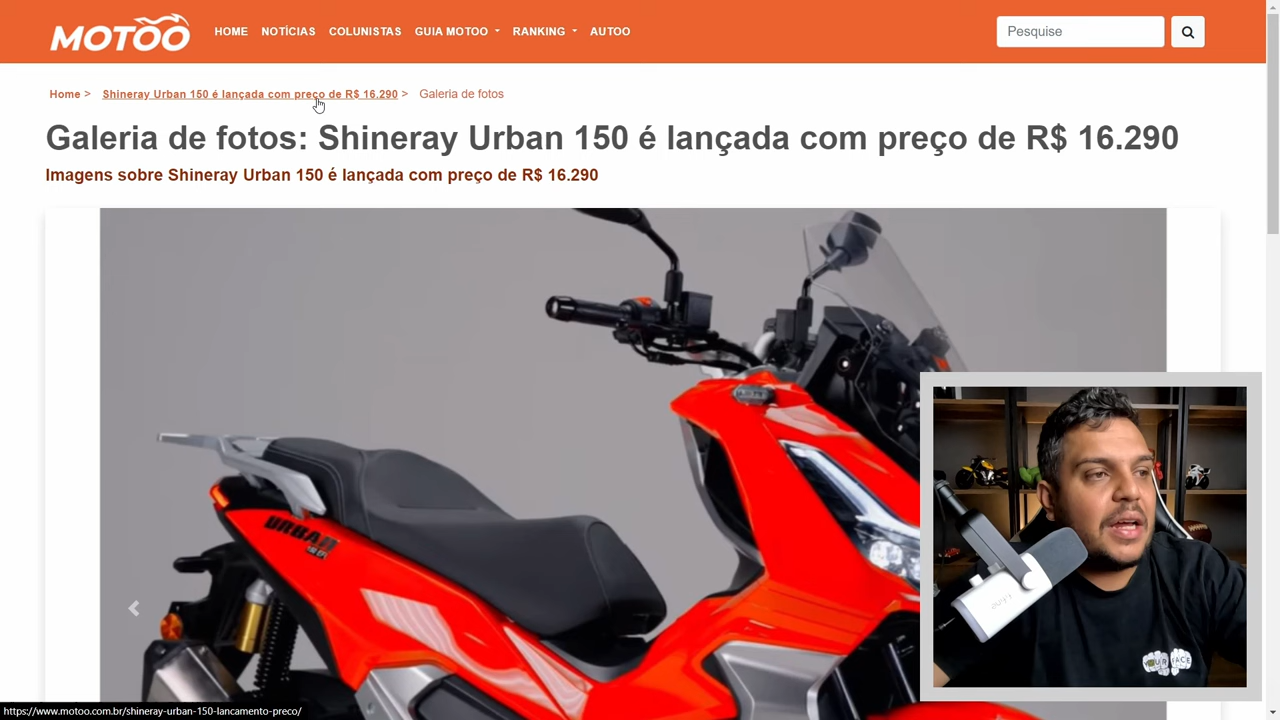 MOTOO
HOME NOTÍCIAS COLUNISTAS GUIA MOTOO RANKING AUTOO
Pesquise
Home > Shineray Urban 150 é lançada com preço de R$ 16.290 > Galeria de fotos
Galeria de fotos: Shineray Urban 150 é lançada com preço de R$ 16.290
Imagens sobre Shineray Urban 150 é lançada com preço de R$ 16.290
URBAN
https://www.motoo.com.br/shineray-urban-150-lancamento-preco/